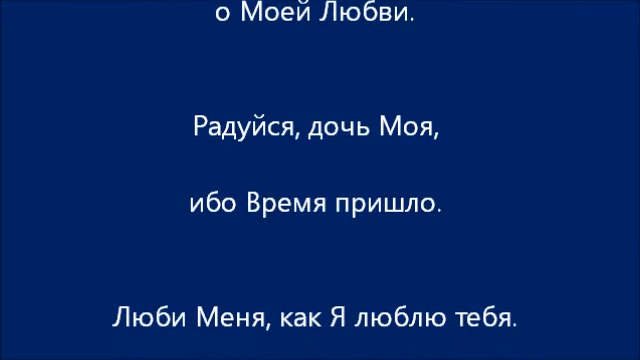 о Моей Любви.
Радуйся, дочь Моя,
ибо Время пришло.
Люби Меня, как Я люблю тебя.